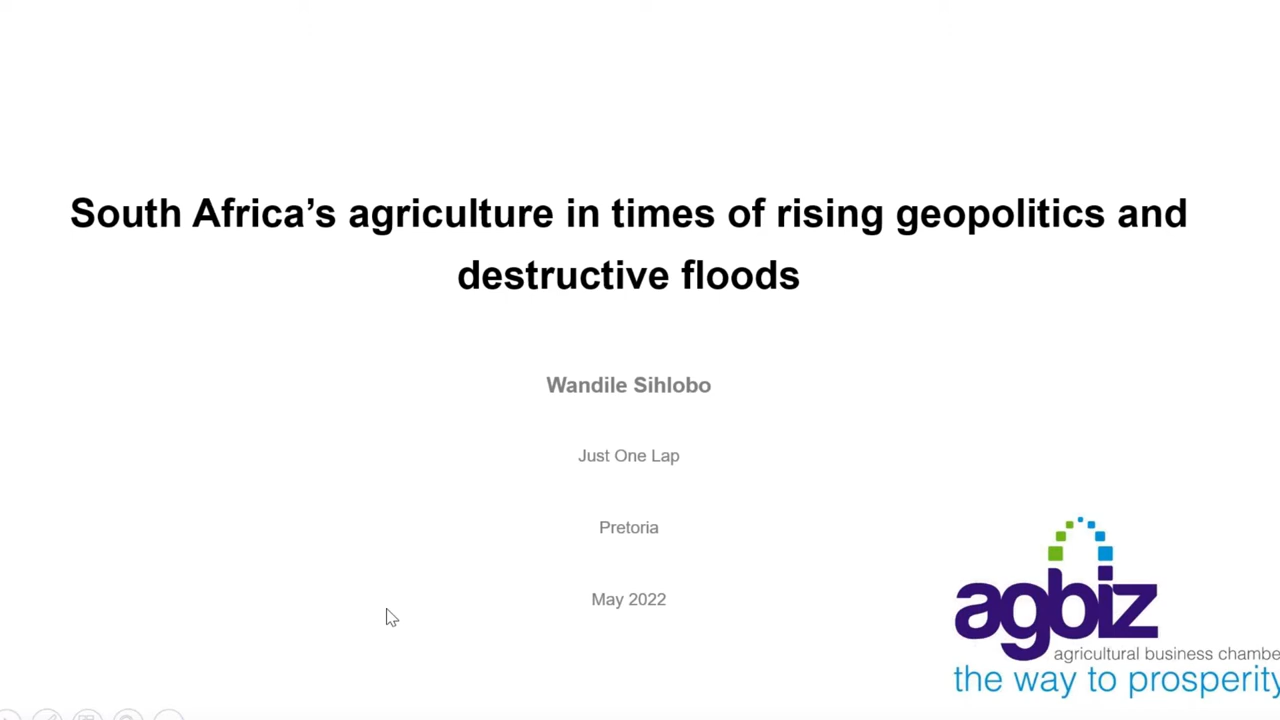 South Africa’s agriculture in times of rising geopolitics and
destructive floods
Wandile Sihlobo
Just One Lap
Pretoria
May 2022
agbiz
agricultural business chambe
the way to prosperity